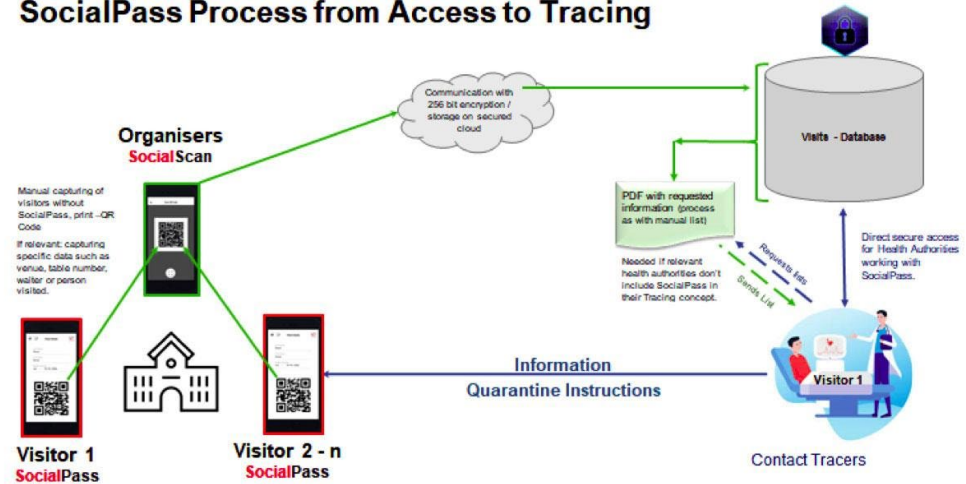 SocialPass Process from Access to Tracing
Communication with
256 bit encryption /
storage on secured
cloud
Visits - Database
Organisers
SocialScan
Manual capturing of
visitors without
SocialPass, print –QR
Code
If relevant: capturing
specific data such as
venue, table number,
waiter or person
visited.
PDF with requested
information (process
as with manual list)
Needed if relevant
health authorities don't
include SocialPass in
their Tracing concept.
Requests lists
Sends List
Direct secure access
for Health Authorities
working with
SocialPass.
Information
Quarantine Instructions
Visitor 1
Contact Tracers
Visitor 1
SocialPass
Visitor 2 - n
SocialPass